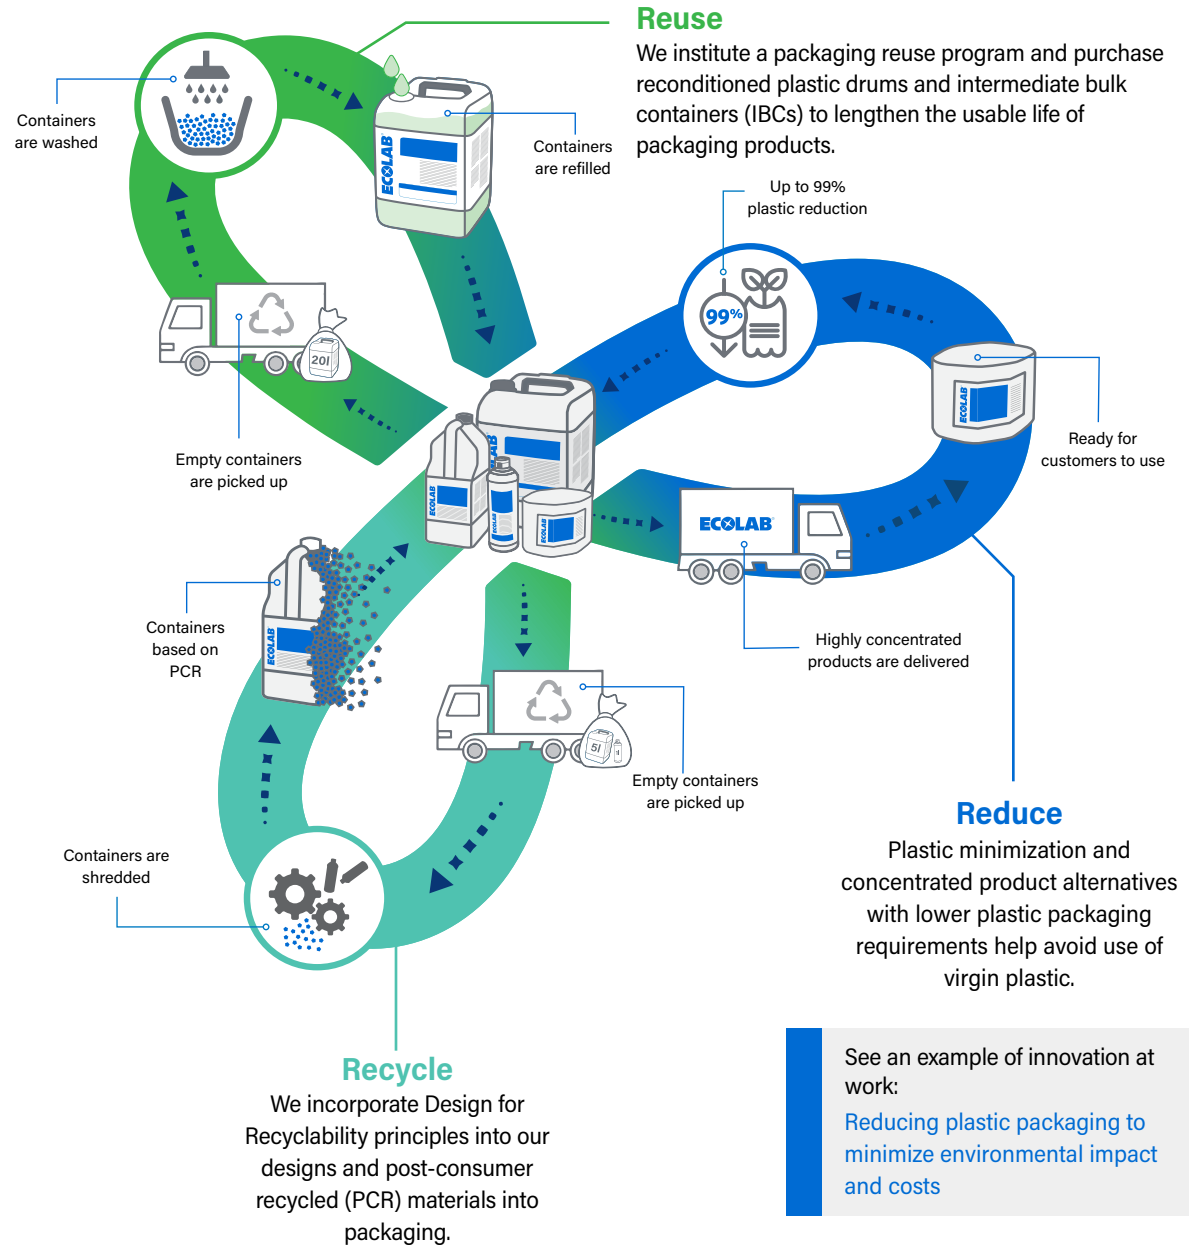 Reuse
We institute a packaging reuse program and purchase
reconditioned plastic drums and intermediate bulk
containers (IBCs) to lengthen the usable life of
packaging products.
Containers
are washed
Containers
are refilled
ECOLAB
Up to 99%
plastic reduction
99%
20l
Empty containers
are picked up
ECOLAB
Ready for
customers to use
ECOLAB
ECOLAB
ECOLAB
ECOLAB
Highly concentrated
products are delivered
Containers
based on
PCR
ECOLAB
5l
Empty containers
are picked up
Containers are
shredded
Reduce
Plastic minimization and
concentrated product alternatives
with lower plastic packaging
requirements help avoid use of
virgin plastic.
Recycle
We incorporate Design for
Recyclability principles into our
designs and post-consumer
recycled (PCR) materials into
packaging.
See an example of innovation at
work:
Reducing plastic packaging to
minimize environmental impact
and costs